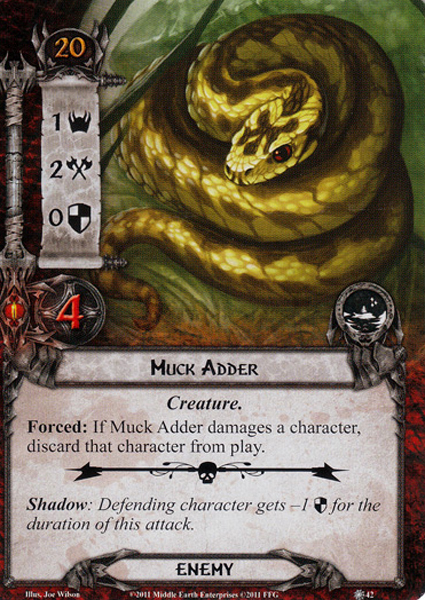 20
1
2
0
4
MUCK ADDER
Creature.
Forced: If Muck Adder damages a character,
discard that character from play.
Shadow: Defending character gets –1 for the
duration of this attack.
ENEMY
Illus, Joe Wilson ©2011 Middle Earth Enterprises ©2011 FFG 42